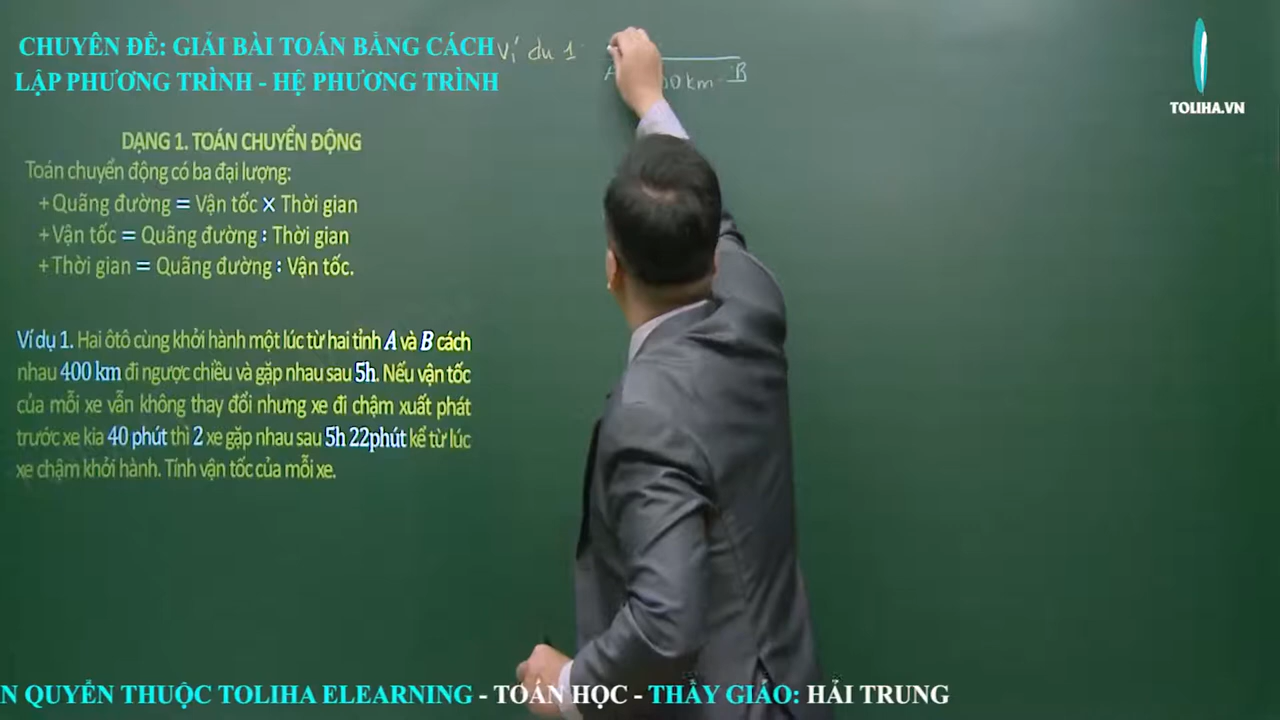 CHUYÊN ĐỀ: GIẢI BÀI TOÁN BẰNG CÁCH
LẬP PHƯƠNG TRÌNH - HỆ PHƯƠNG TRÌNH
Ví dụ 1
A 0 km B
TOLIHA.VN
DẠNG 1. TOÁN CHUYỂN ĐỘNG
Toán chuyển động có ba đại lượng:
+ Quãng đường = Vận tốc × Thời gian
+ Vận tốc = Quãng đường : Thời gian
+ Thời gian = Quãng đường : Vận tốc.
Ví dụ 1. Hai ôtô cùng khởi hành một lúc từ hai tỉnh A và B cách
nhau 400 km đi ngược chiều và gặp nhau sau 5h. Nếu vận tốc
của mỗi xe vẫn không thay đổi nhưng xe đi chậm xuất phát
trước xe kia 40 phút thì 2 xe gặp nhau sau 5h 22phút kể từ lúc
xe chậm khởi hành. Tính vận tốc của mỗi xe.
N QUYỀN THUỘC TOLIHA ELEARNING - TOÁN HỌC - THẦY GIÁO: HẢI TRUNG